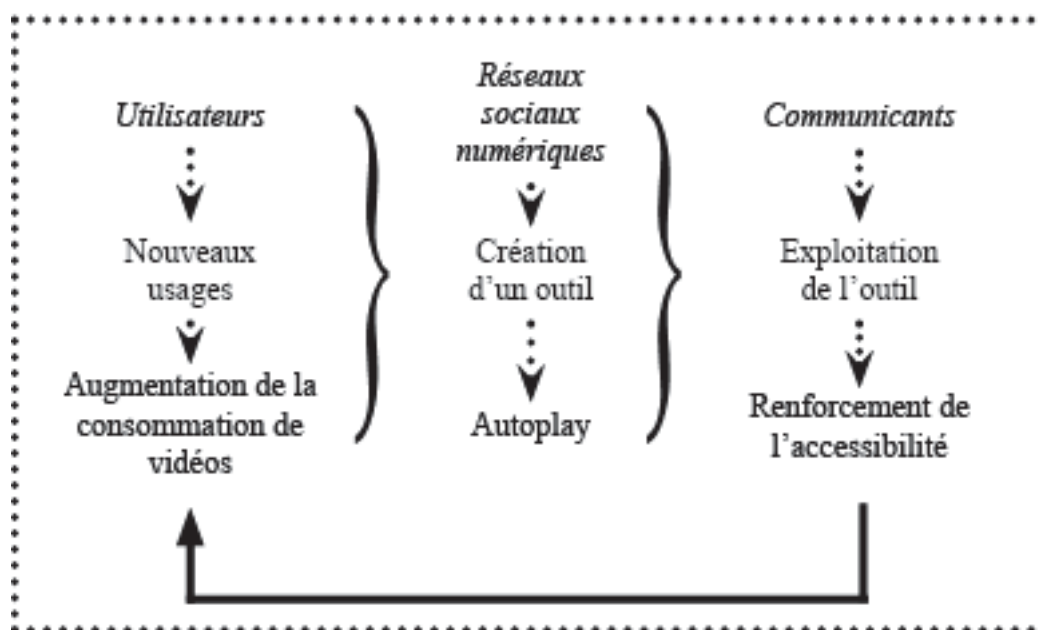 Utilisateurs
Nouveaux
usages
Augmentation de la
consommation de
vidéos
Réseaux
sociaux
numériques
Création
d’un outil
Autoplay
Communicants
Exploitation
de l’outil
Renforcement de
l’accessibilité